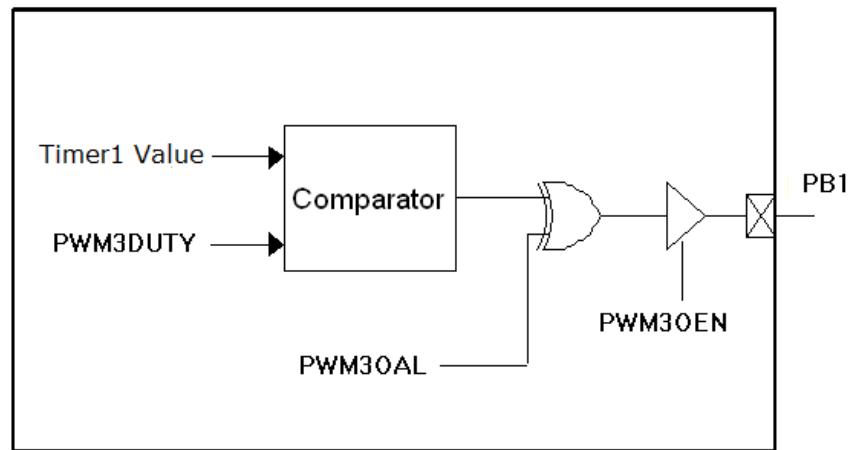 Timer1 Value
Comparator
PB1
PWM3DUTY
PWM3OEN
PWM3OAL